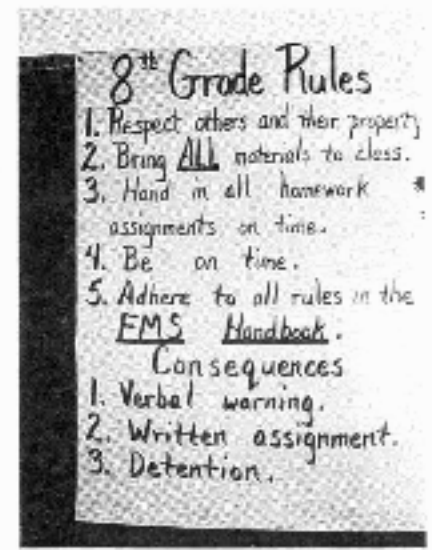 8th Grade Rules
1. Respect others and their property
2. Bring ALL materials to class.
3. Hand in all homework
assignments on time.
4. Be on time.
5. Adhere to all rules in the
FMS Handbook.
Consequences
1. Verbal warning.
2. Written assignment.
3. Detention.